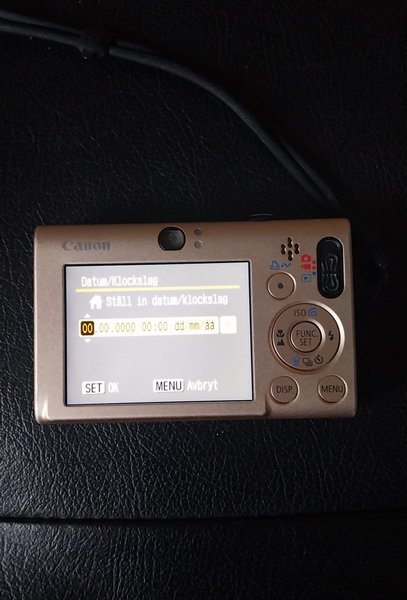 Canon
Datum/Klockslag
Ställ in datum/klockslag
00.00.0000 00:00 dd/mm/åå
SET OK MENU Avbryt
ISO
FUNC.
SET
DISP. MENU